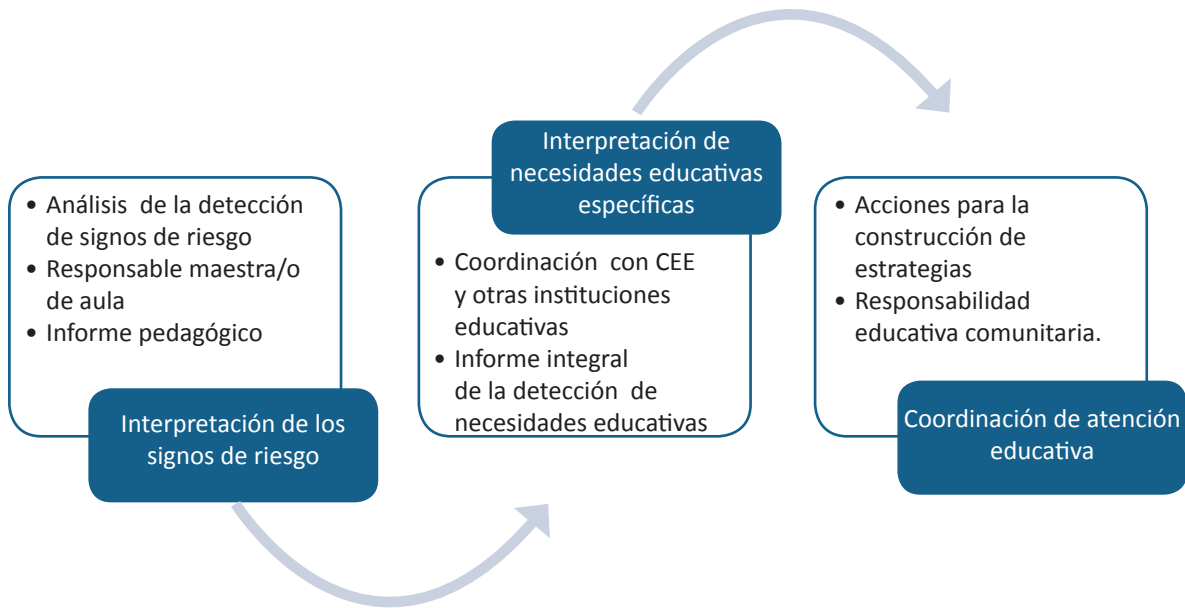 • Análisis de la detección
de signos de riesgo
• Responsable maestra/o
de aula
• Informe pedagógico
Interpretación de los
signos de riesgo
Interpretación de
necesidades educativas
específicas
• Coordinación con CEE
y otras instituciones
educativas
• Informe integral
de la detección de
necesidades educativas
• Acciones para la
construcción de
estrategias
• Responsabilidad
educativa comunitaria.
Coordinación de atención
educativa